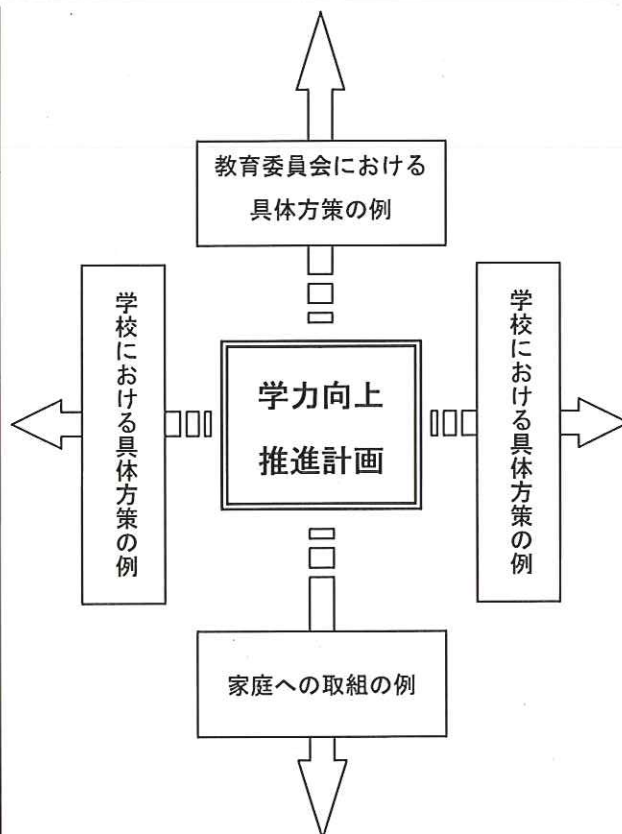 教育委員会における
具体方策の例
学校における具体方策の例
学力向上
推進計画
学校における具体方策の例
家庭への取組の例